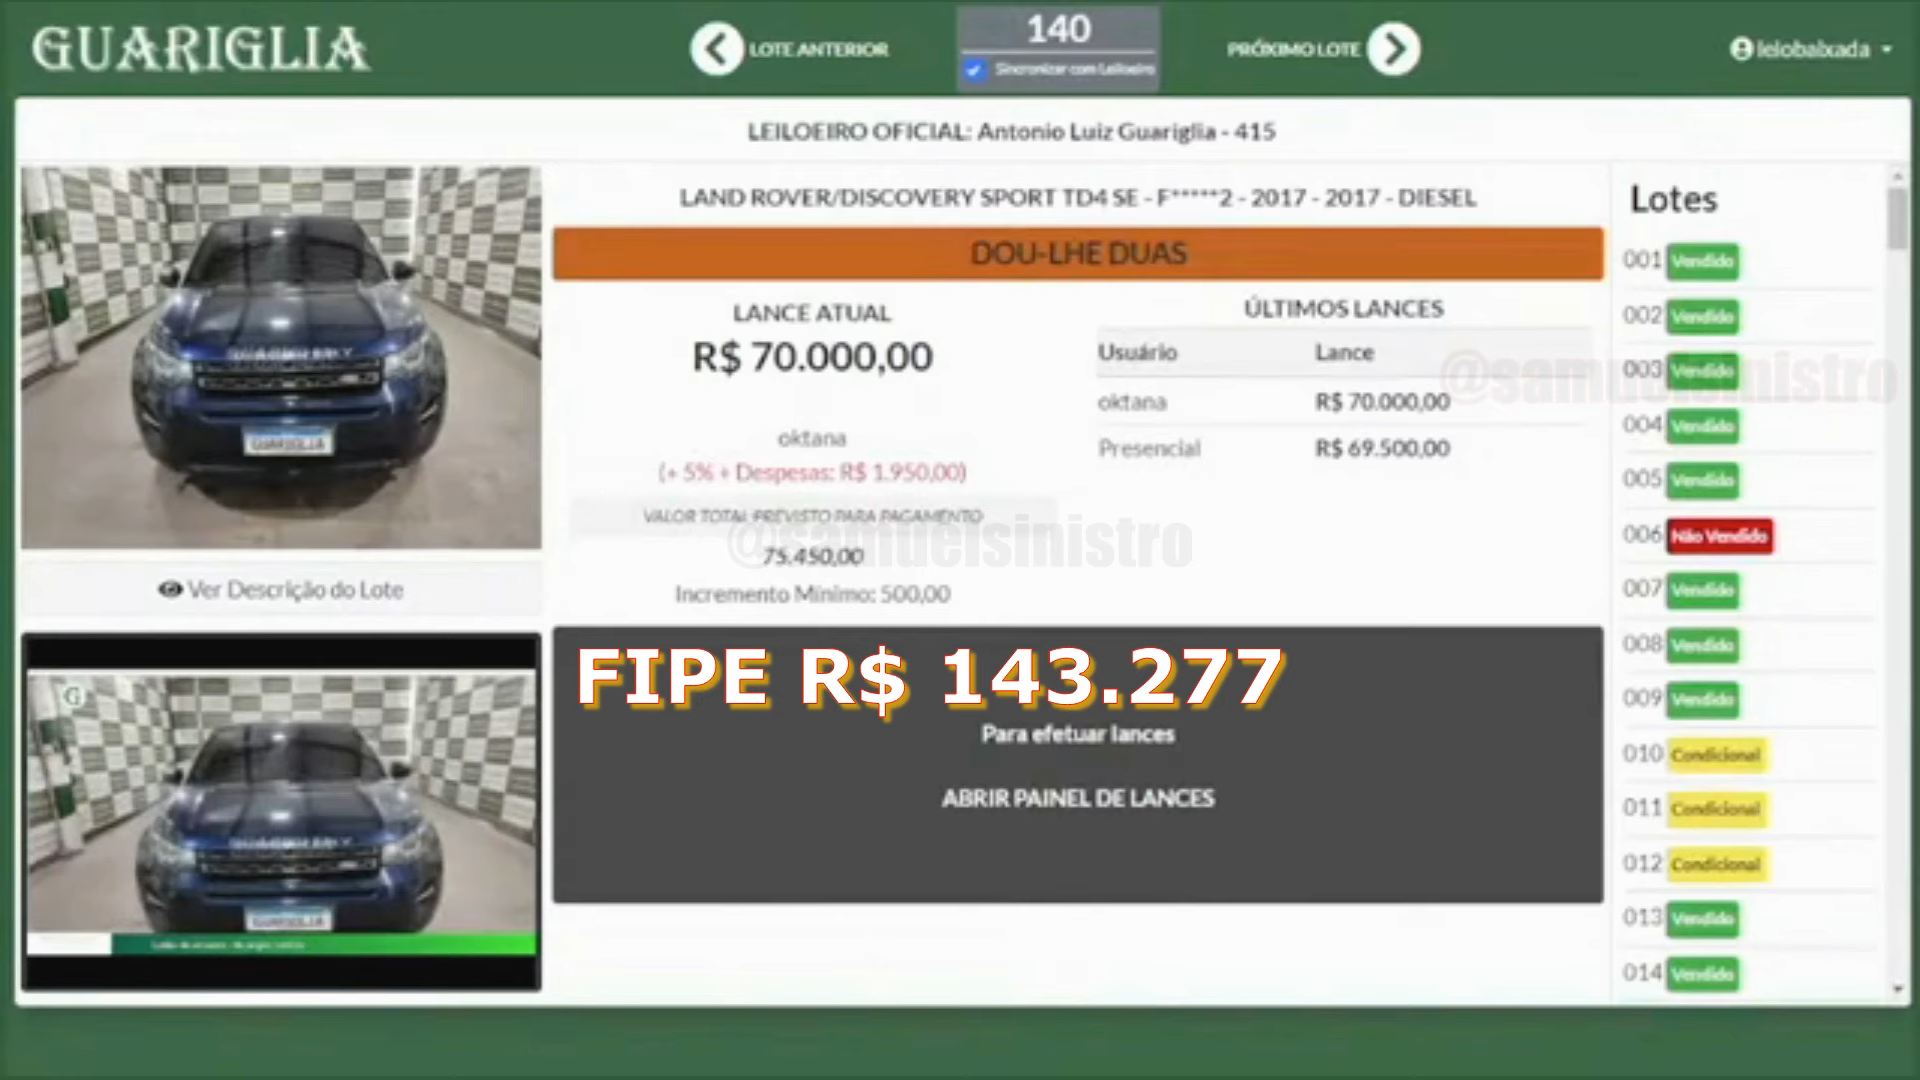 GUARIGLIA
LOTE ANTERIOR
140
Sincronizar com Leiloeiro
PRÓXIMO LOTE
leiobaixada
LEILOEIRO OFICIAL: Antonio Luiz Guariglia - 415
LAND ROVER/DISCOVERY SPORT TD4 SE - F*****2 - 2017 - 2017 - DIESEL
DOU-LHE DUAS
LANCE ATUAL
R$ 70.000,00
oktana
(+ 5% + Despesas: R$ 1.950,00)
VALOR TOTAL PREVISTO PARA PAGAMENTO
75.450,00
Incremento Mínimo: 500,00
ÚLTIMOS LANCES
Usuário Lance
oktana R$ 70.000,00
Presencial R$ 69.500,00
@samuelsinistro
@samuelsinistro
GUARIGLIA
Ver Descrição do Lote
G
GUARIGLIA
FIPE R$ 143.277
Para efetuar lances
ABRIR PAINEL DE LANCES
Lotes
001 Vendido
002 Vendido
003 Vendido
004 Vendido
005 Vendido
006 Não Vendido
007 Vendido
008 Vendido
009 Vendido
010 Condicional
011 Condicional
012 Condicional
013 Vendido
014 Vendido